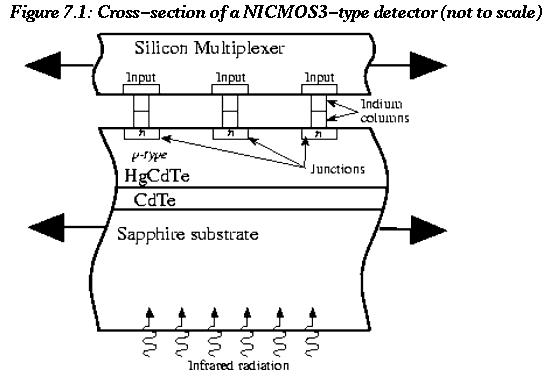 Figure 7.1: Cross-section of a NICMOS3-type detector (not to scale)
Silicon Multiplexer
Input Input Input
Indium
columns
n n n
p-type
Junctions
HgCdTe
CdTe
Sapphire substrate
Infrared radiation